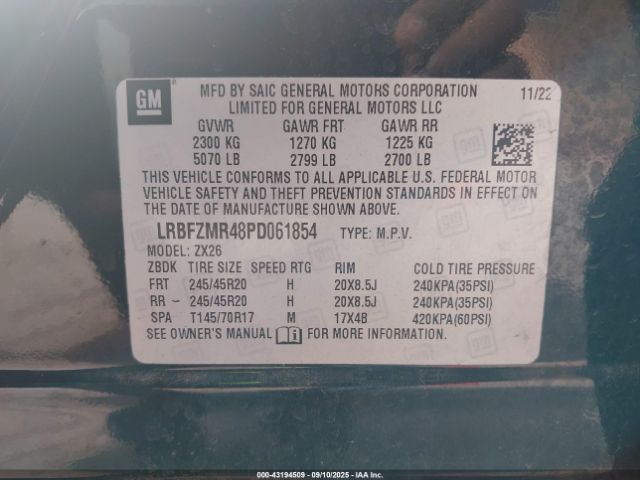 GM
MFD BY SAIC GENERAL MOTORS CORPORATION 11/22
LIMITED FOR GENERAL MOTORS LLC
GVWR GAWR FRT GAWR RR
2300 KG 1270 KG 1225 KG
5070 LB 2799 LB 2700 LB
THIS VEHICLE CONFORMS TO ALL APPLICABLE U.S. FEDERAL MOTOR
VEHICLE SAFETY AND THEFT PREVENTION STANDARDS IN EFFECT ON
THE DATE OF MANUFACTURE SHOWN ABOVE.
LRBFZMR48PD061854 TYPE: M.P.V.
MODEL: ZX26
ZBDK TIRE SIZE SPEED RTG RIM COLD TIRE PRESSURE
FRT 245/45R20 H 20X8.5J 240KPA(35PSI)
RR 245/45R20 H 20X8.5J 240KPA(35PSI)
SPA T145/70R17 M 17X4B 420KPA(60PSI)
SEE OWNER'S MANUAL FOR MORE INFORMATION
000-43194509 - 09/10/2025 - IAAI.com